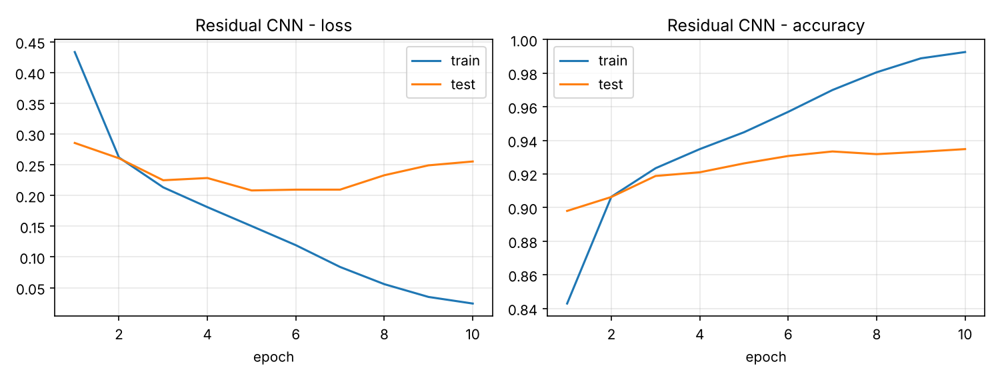 Residual CNN - loss
0.45
0.40
0.35
0.30
0.25
0.20
0.15
0.10
0.05
train
test
2 4 6 8 10
epoch
Residual CNN - accuracy
1.00
0.98
0.96
0.94
0.92
0.90
0.88
0.86
0.84
train
test
2 4 6 8 10
epoch